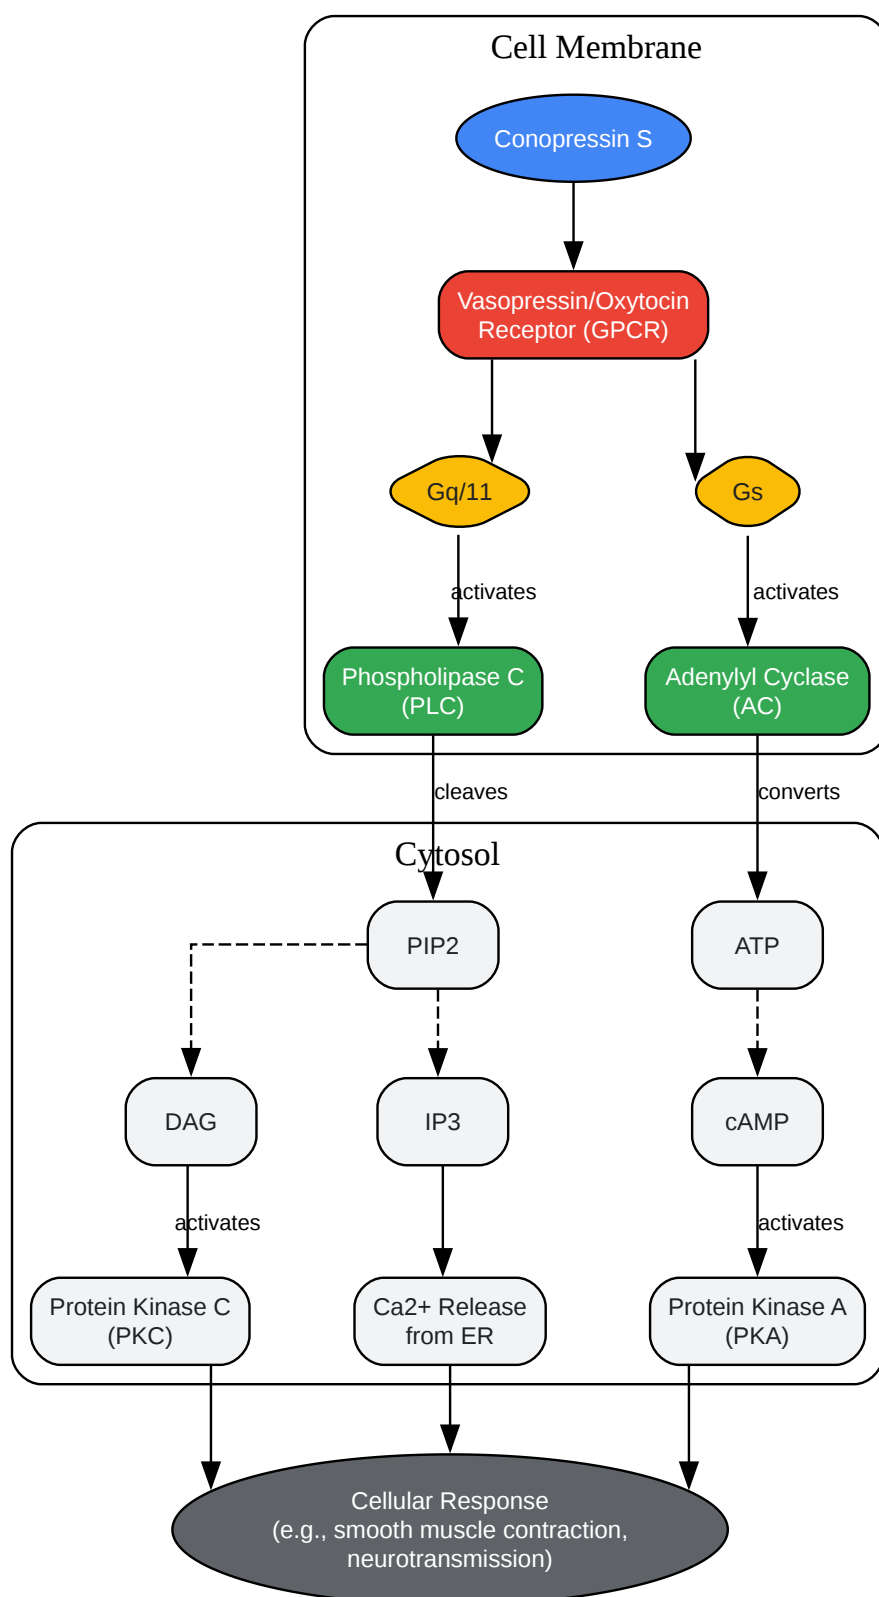 Cell Membrane
Conopressin S
Vasopressin/Oxytocin
Receptor (GPCR)
Gq/11
Gs
activates
activates
Phospholipase C
(PLC)
Adenylyl Cyclase
(AC)
cleaves
converts
Cytosol
PIP2
ATP
DAG
IP3
cAMP
activates
activates
Protein Kinase C
(PKC)
Ca2+ Release
from ER
Protein Kinase A
(PKA)
Cellular Response
(e.g., smooth muscle contraction,
neurotransmission)